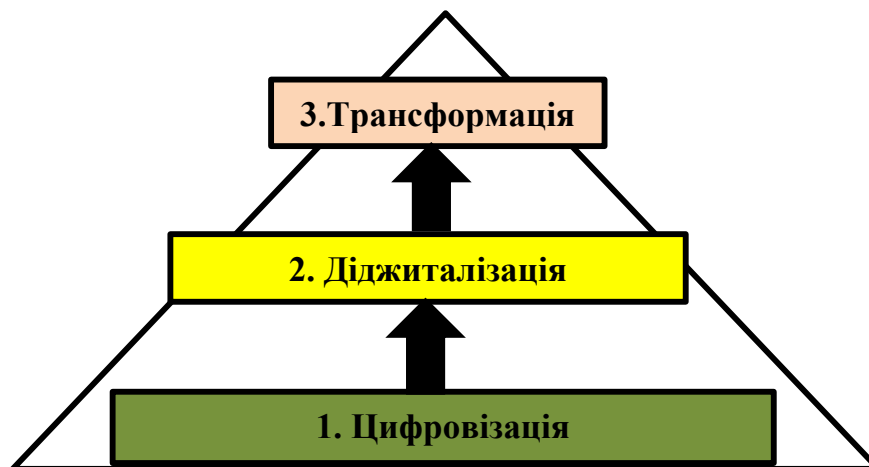 3.Трансформація
2. Діджиталізація
1. Цифровізація